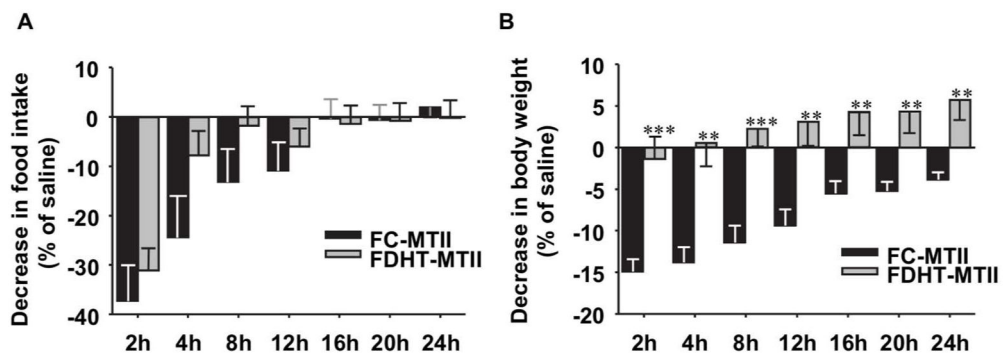 A
Decrease in food intake
(% of saline)
10
0
-10
-20
-30
-40
FC-MTII
FDHT-MTII
2h 4h 8h 12h 16h 20h 24h
B
Decrease in body weight
(% of saline)
10
5
0
-5
-10
-15
-20
*** ** *** ** ** ** **
FC-MTII
FDHT-MTII
2h 4h 8h 12h 16h 20h 24h